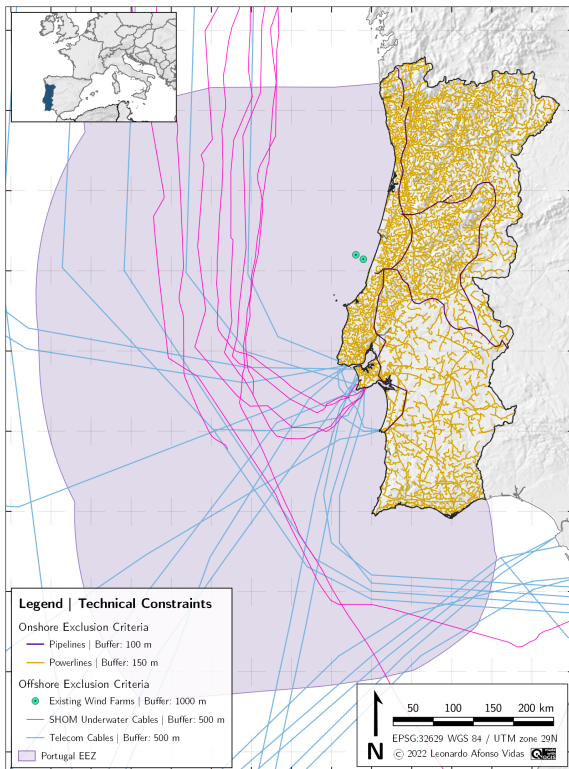 Legend | Technical Constraints
Onshore Exclusion Criteria
Pipelines | Buffer: 100 m
Powerlines | Buffer: 150 m
Offshore Exclusion Criteria
Existing Wind Farms | Buffer: 1000 m
SHOM Underwater Cables | Buffer: 500 m
Telecom Cables | Buffer: 500 m
Portugal EEZ
N
50 100 150 200 km
EPSG:32629 WGS 84 / UTM zone 29N
© 2022 Leonardo Afonso Vidas